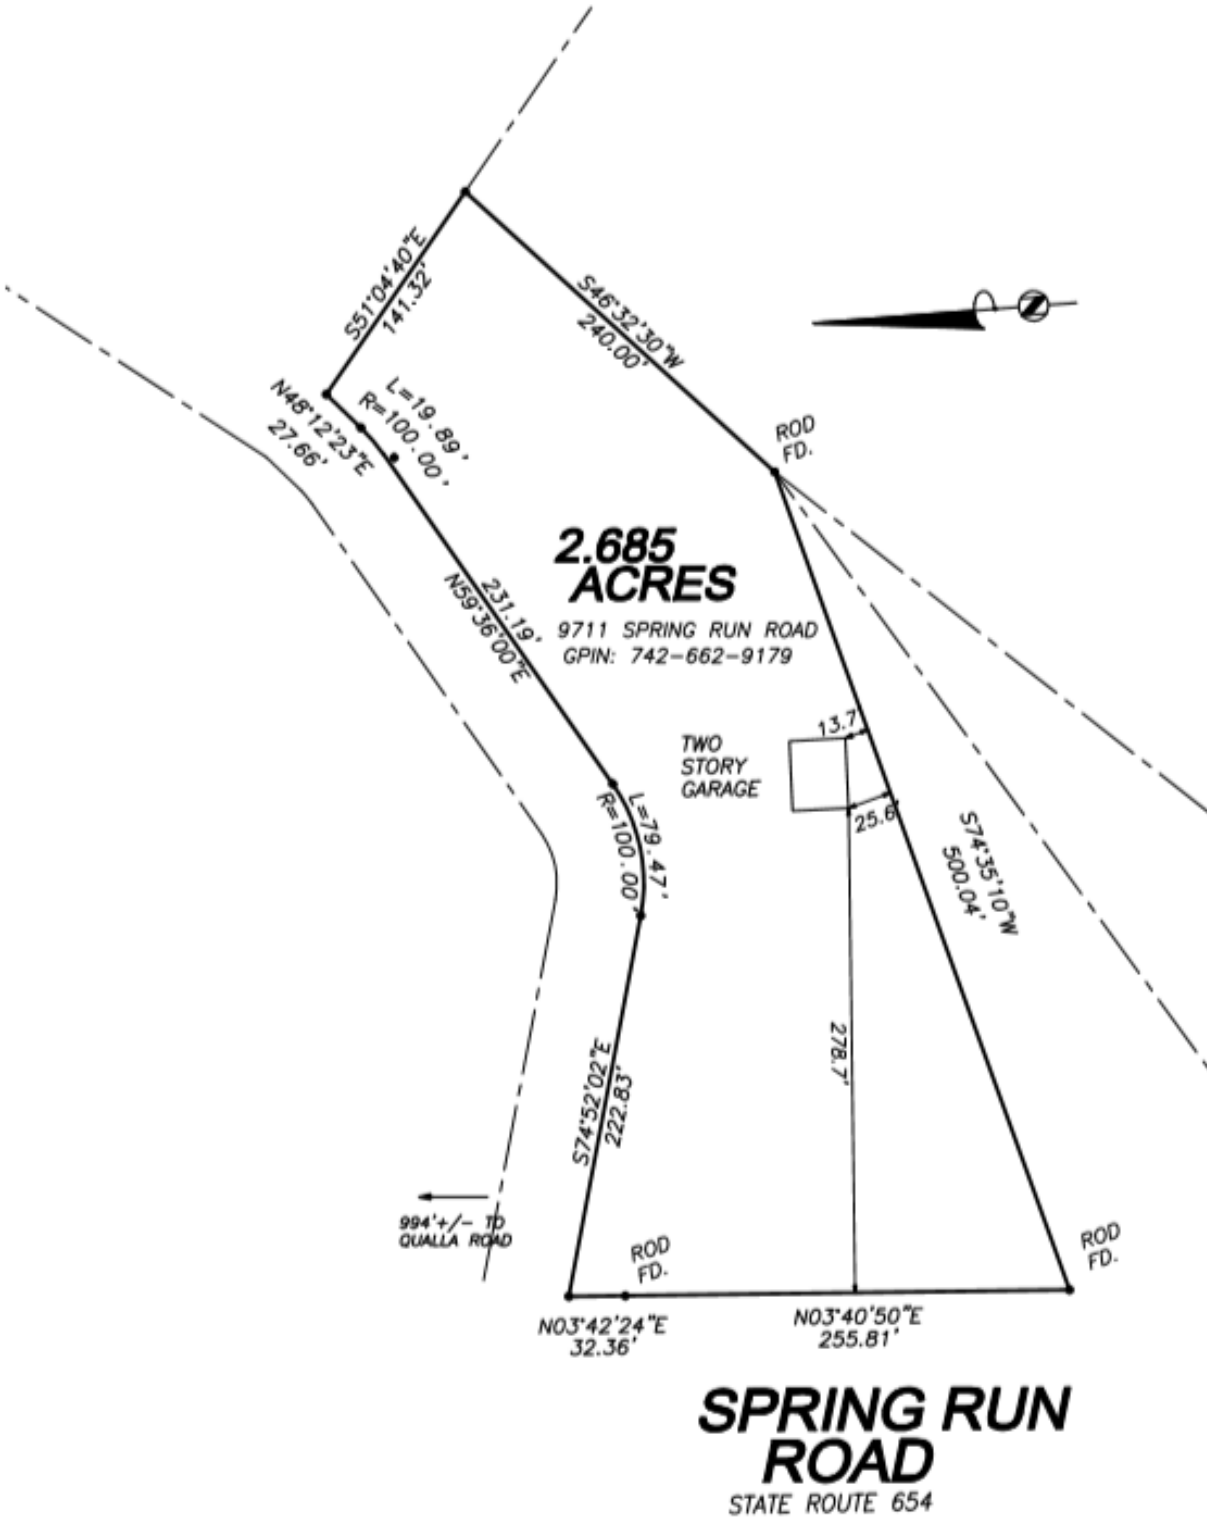 S51°04'40"E
141.32'
S46°32'30"W
240.00'
N48°12'23"E
27.66'
L=19.89'
R=100.00'
ROD
FD.
2.685
ACRES
9711 SPRING RUN ROAD
GPIN: 742-662-9179
231.19'
N59°36'00"E
TWO
STORY
GARAGE
13.7'
25.6'
L=79.47'
R=100.00'
S74°35'10"W
500.04'
278.7'
S74°52'02"E
222.83'
994'+/- TO
QUALLA ROAD
ROD
FD.
ROD
FD.
N03°42'24"E
32.36'
N03°40'50"E
255.81'
SPRING RUN
ROAD
STATE ROUTE 654
Z